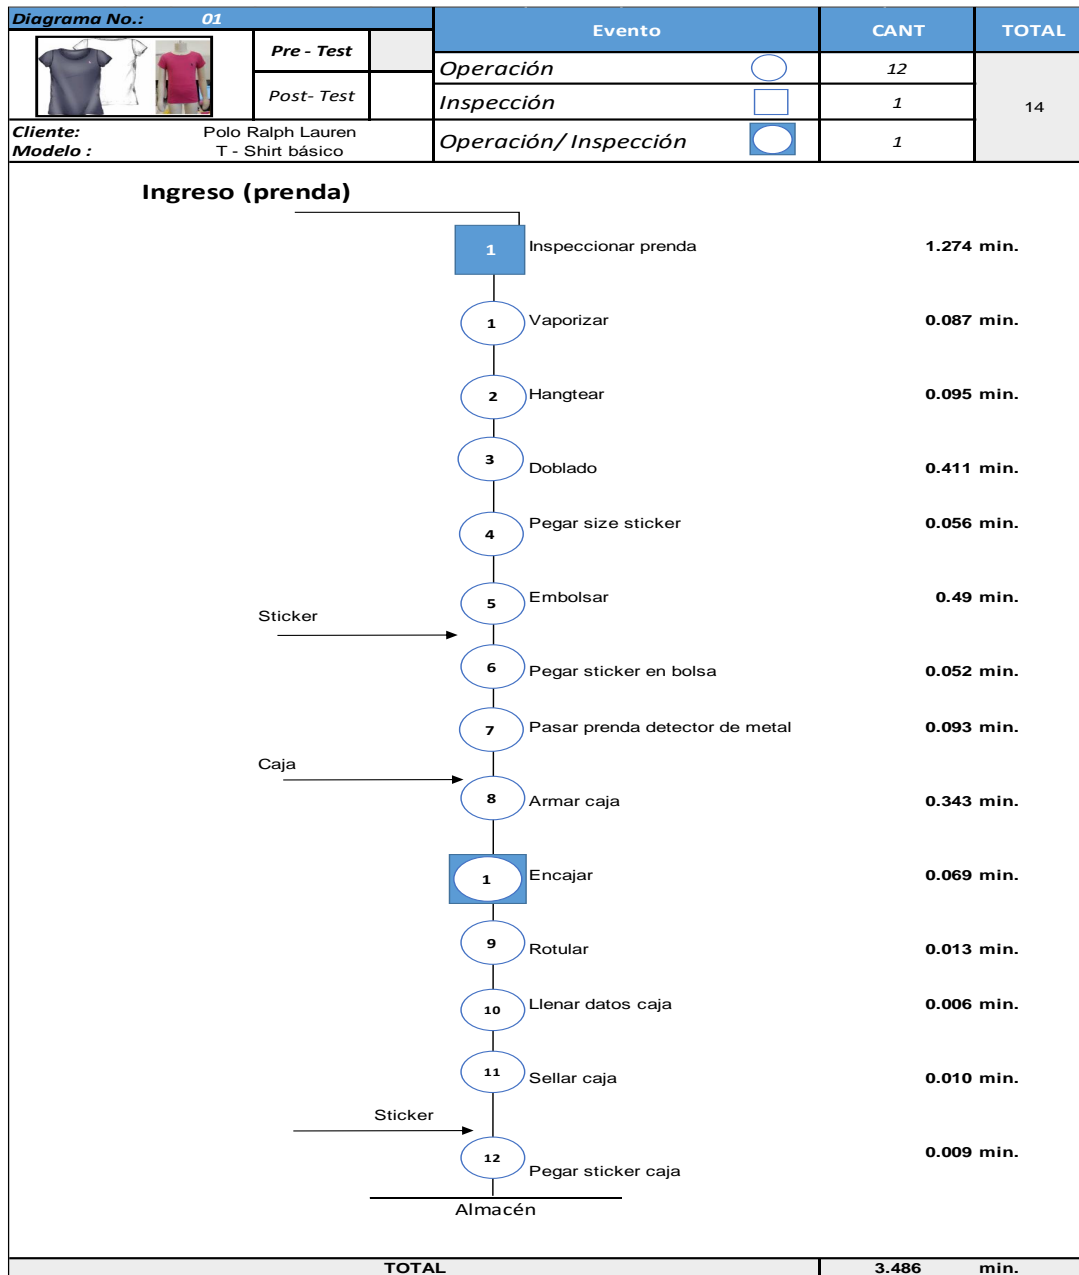 Diagrama No.: 01
Evento CANT TOTAL
Pre - Test
Operación 12
Post- Test
Inspección 1
14
Cliente: Polo Ralph Lauren
Modelo : T - Shirt básico
Operación/ Inspección 1
Ingreso (prenda)
1 Inspeccionar prenda 1.274 min.
1 Vaporizar 0.087 min.
2 Hangtear 0.095 min.
3 Doblado 0.411 min.
4 Pegar size sticker 0.056 min.
5 Embolsar 0.49 min.
Sticker
6 Pegar sticker en bolsa 0.052 min.
7 Pasar prenda detector de metal 0.093 min.
Caja
8 Armar caja 0.343 min.
1 Encajar 0.069 min.
9 Rotular 0.013 min.
10 Llenar datos caja 0.006 min.
11 Sellar caja 0.010 min.
Sticker
12 Pegar sticker caja 0.009 min.
Almacén
TOTAL 3.486 min.